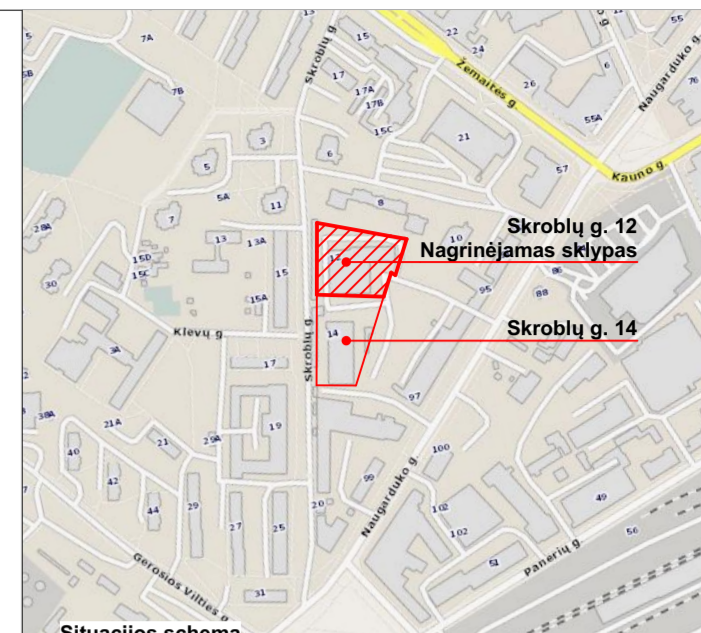 13
Skroblų g.
15
22
24
55
7A
5
5B
7B
17
17A
17B
15C
Žemaitės g.
26
6
Naugarduko g.
76
55A
21
3
6
57
Kauno g.
5
5A
11
8
7
28A
13
13A
10
Skroblų g. 12
Nagrinėjamas sklypas
12
15D
15C
15
30
15A
95
86
88
Klevų g.
Skroblų g.
14
Skroblų g. 14
34
17
97
38A
21A
21
29A
19
40
42
44
29
27
25
20
99
Naugarduko g.
100
102
102
49
56
51
Panerių g.
31
Gerosios Vilties g.
Situacijos schema